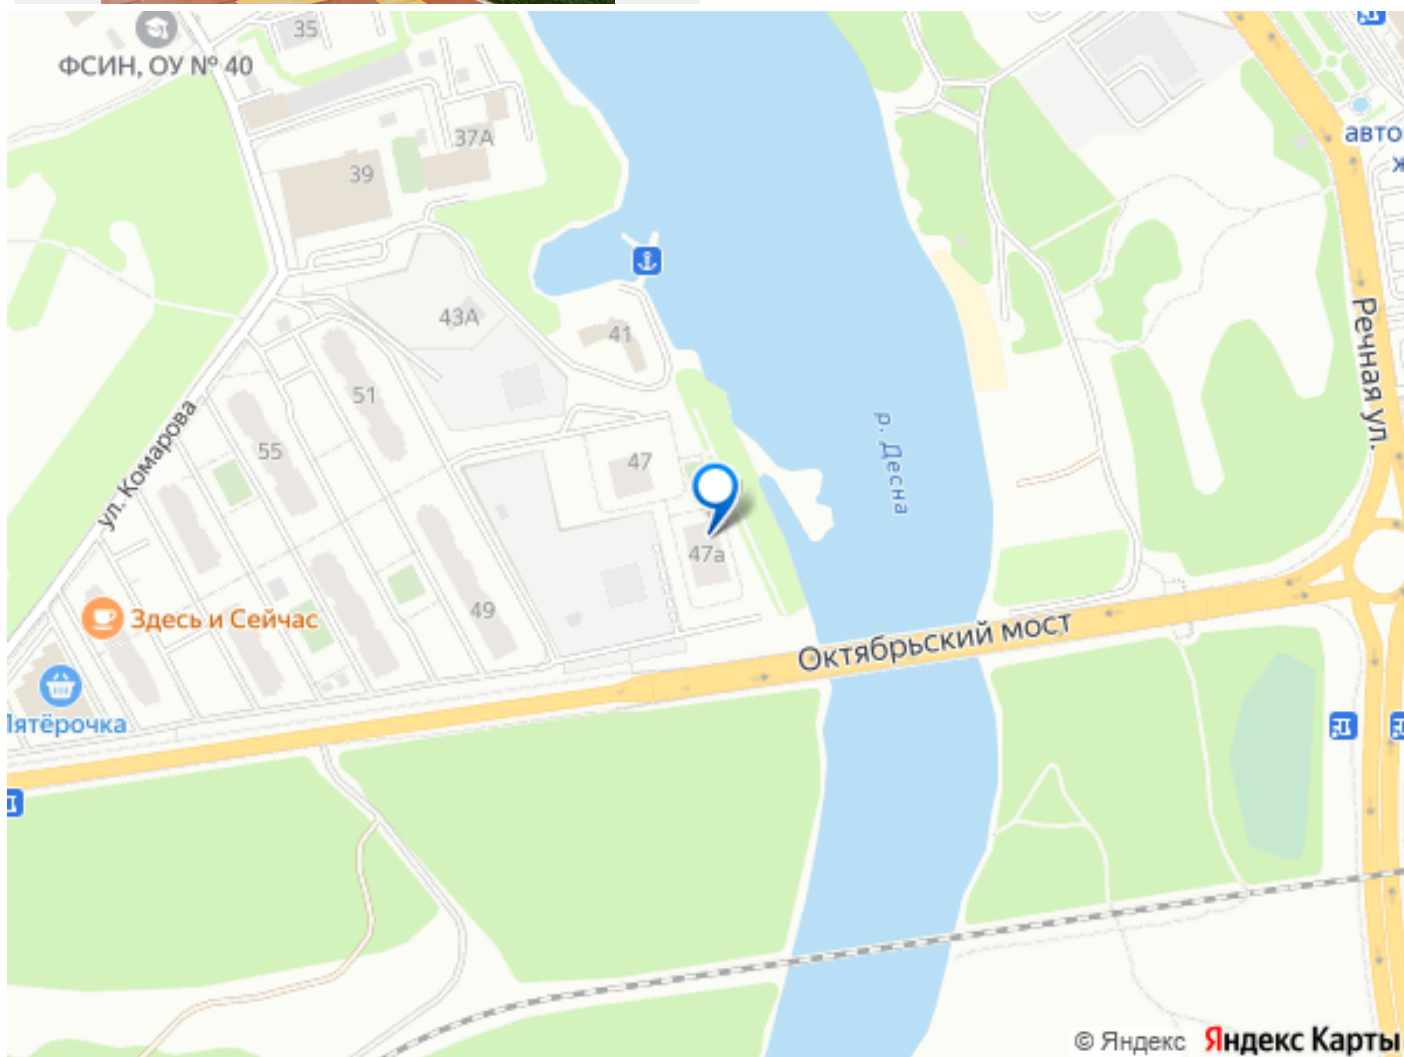 35
ФСИН, ОУ № 40
37А
39
авто
ж
43А
41
Речная ул.
51
ул. Комарова
55
47
р. Десна
47а
49
Здесь и Сейчас
Октябрьский мост
Пятёрочка
© Яндекс Яндекс Карты